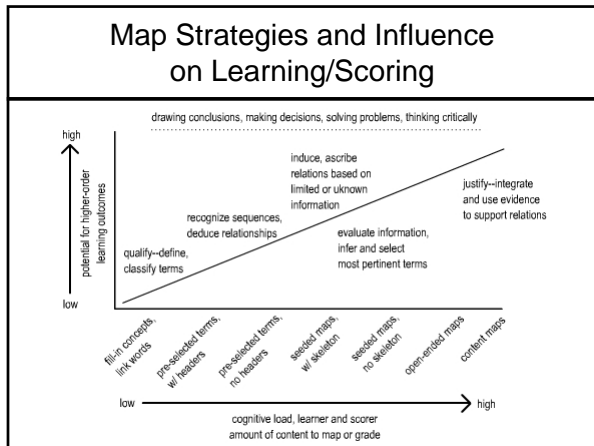 Map Strategies and Influence
on Learning/Scoring
drawing conclusions, making decisions, solving problems, thinking critically
high
potential for higher-order
learning outcomes
low
induce, ascribe
relations based on
limited or uknown
information
justify--integrate
and use evidence
to support relations
recognize sequences,
deduce relationships
evaluate information,
infer and select
most pertinent terms
qualify--define,
classify terms
fill-in concepts,
link words
pre-selected terms,
w/ headers
pre-selected terms,
no headers
seeded maps,
w/ skeleton
seeded maps,
no skeleton
open-ended maps
content maps
low
high
cognitive load, learner and scorer
amount of content to map or grade